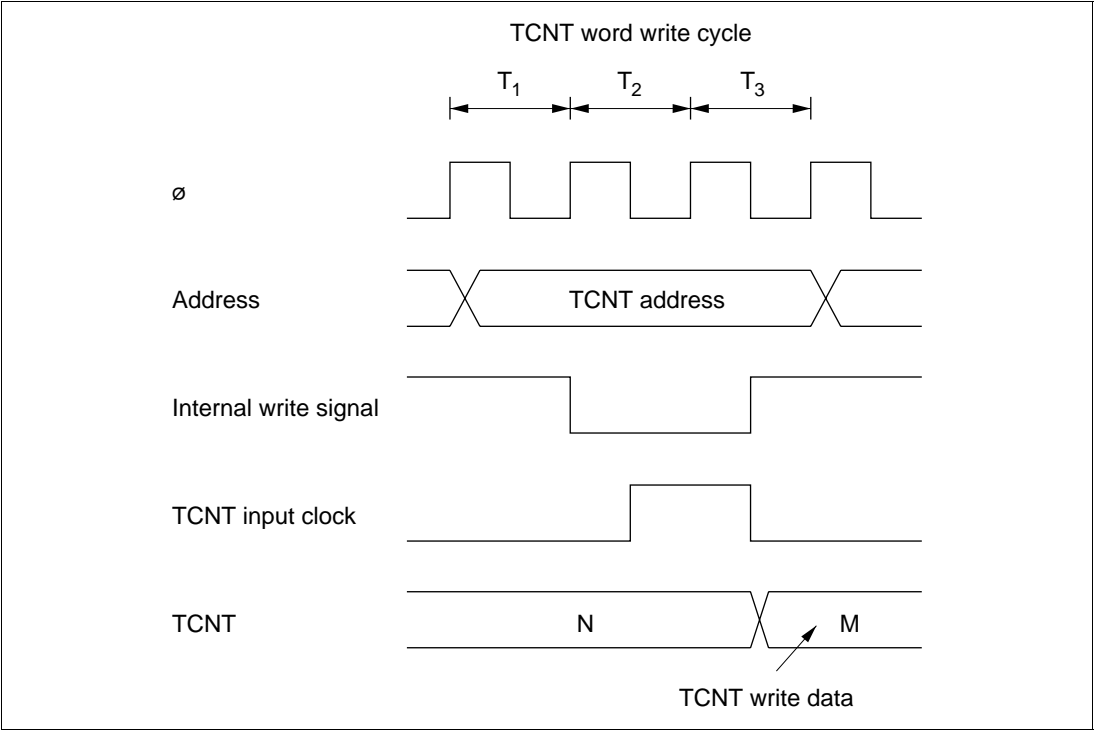 TCNT word write cycle
T1 T2 T3
ø
Address TCNT address
Internal write signal
TCNT input clock
TCNT N M
TCNT write data